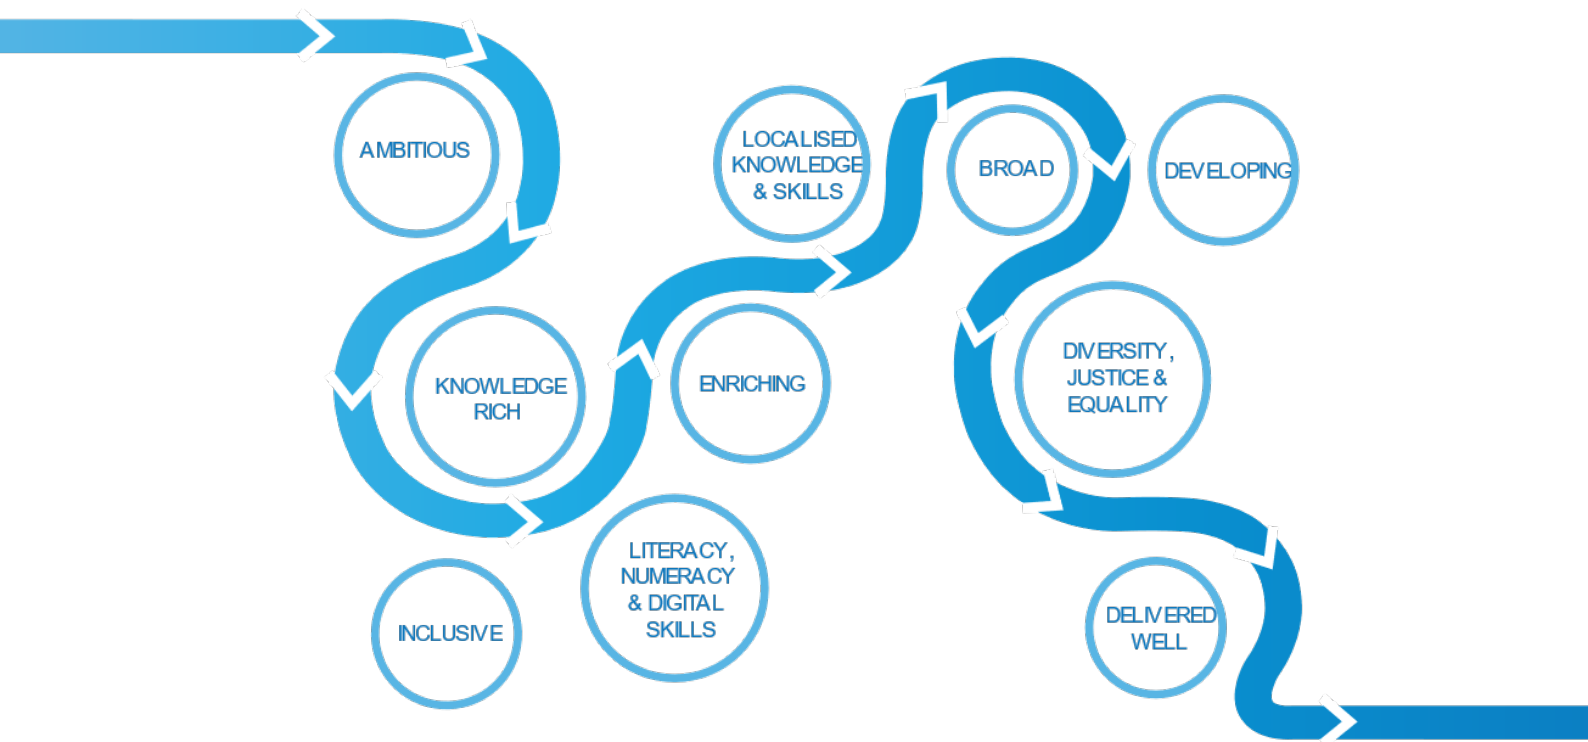 AMBITIOUS
LOCALISED
KNOWLEDGE
& SKILLS
BROAD
DEVELOPING
KNOWLEDGE
RICH
ENRICHING
DIVERSITY,
JUSTICE &
EQUALITY
INCLUSIVE
LITERACY,
NUMERACY
& DIGITAL
SKILLS
DELIVERED
WELL